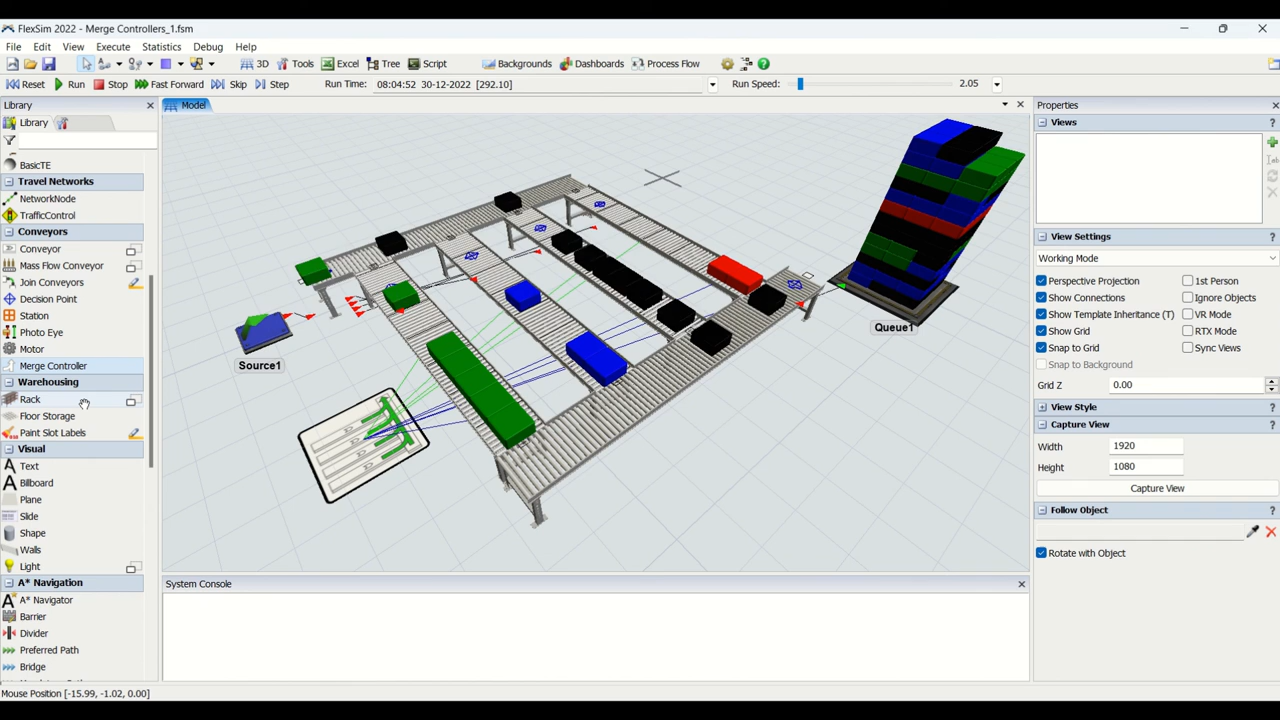 FlexSim 2022 - Merge Controllers_1.fsm
File Edit View Execute Statistics Debug Help
3D Tools Excel Tree Script Backgrounds Dashboards Process Flow
Reset Run Stop Fast Forward Skip Step Run Time: 08:04:52 30-12-2022 [292.10] Run Speed: 2.05
Library
Library
BasicTE
Travel Networks
NetworkNode
TrafficControl
Conveyors
Conveyor
Mass Flow Conveyor
Join Conveyors
Decision Point
Station
Photo Eye
Motor
Merge Controller
Warehousing
Rack
Floor Storage
Paint Slot Labels
Visual
Text
Billboard
Plane
Slide
Shape
Walls
Light
A* Navigation
A* Navigator
Barrier
Divider
Preferred Path
Bridge
Model
Source1
Queue1
System Console
Properties
Views
View Settings
Working Mode
Perspective Projection 1st Person
Show Connections Ignore Objects
Show Template Inheritance (T) VR Mode
Show Grid RTX Mode
Snap to Grid Sync Views
Snap to Background
Grid Z 0.00
View Style
Capture View
Width 1920
Height 1080
Capture View
Follow Object
Rotate with Object
Mouse Position [-15.99, -1.02, 0.00]